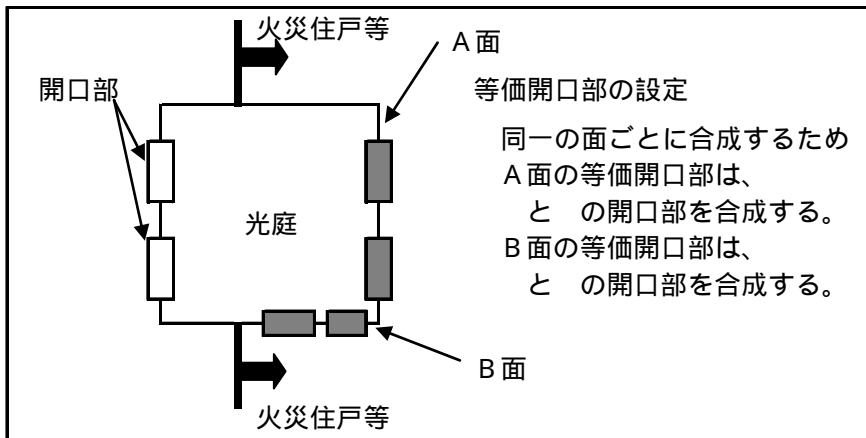 火災住戸等
A面
開口部
等価開口部の設定
同一の面ごとに合成するため
A面の等価開口部は、
と　の開口部を合成する。
光庭
B面の等価開口部は、
と　の開口部を合成する。
B面
火災住戸等